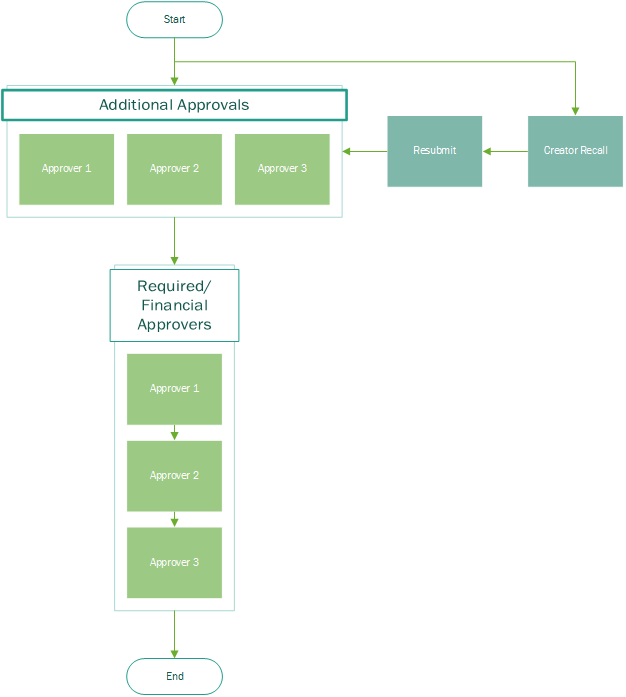 Start
Additional Approvals
Approver 1
Approver 2
Approver 3
Resubmit
Creator Recall
Required/
Financial
Approvers
Approver 1
Approver 2
Approver 3
End